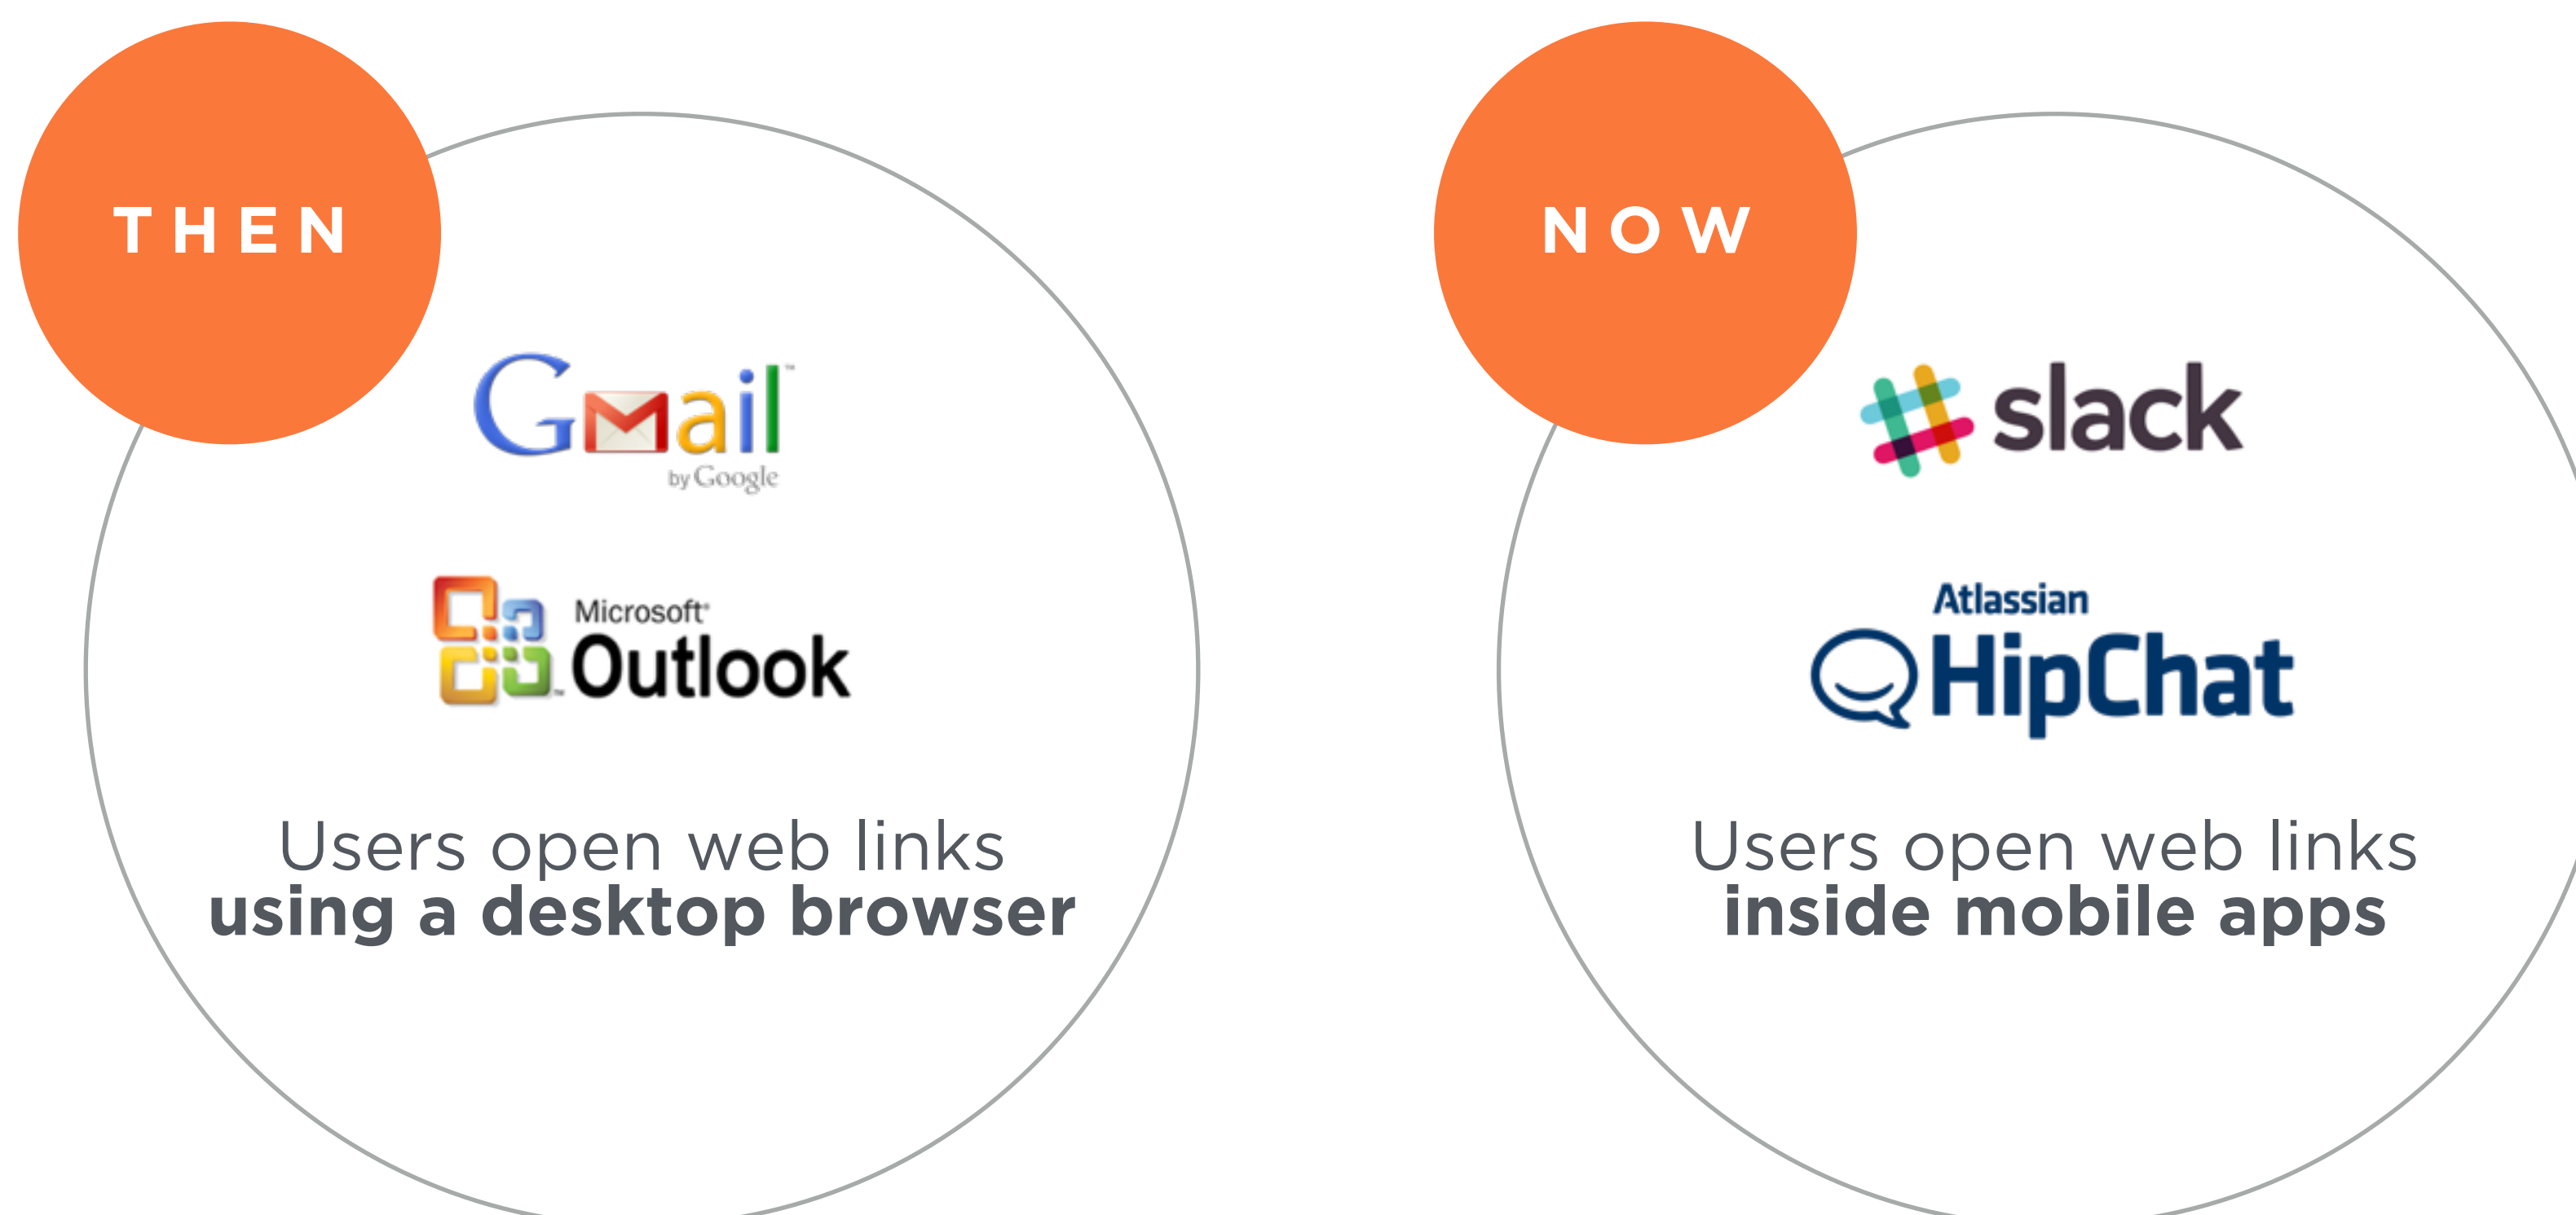 THEN
Gmail™
by Google
Microsoft®
Outlook
Users open web links
using a desktop browser
NOW
slack
Atlassian
HipChat
Users open web links
inside mobile apps